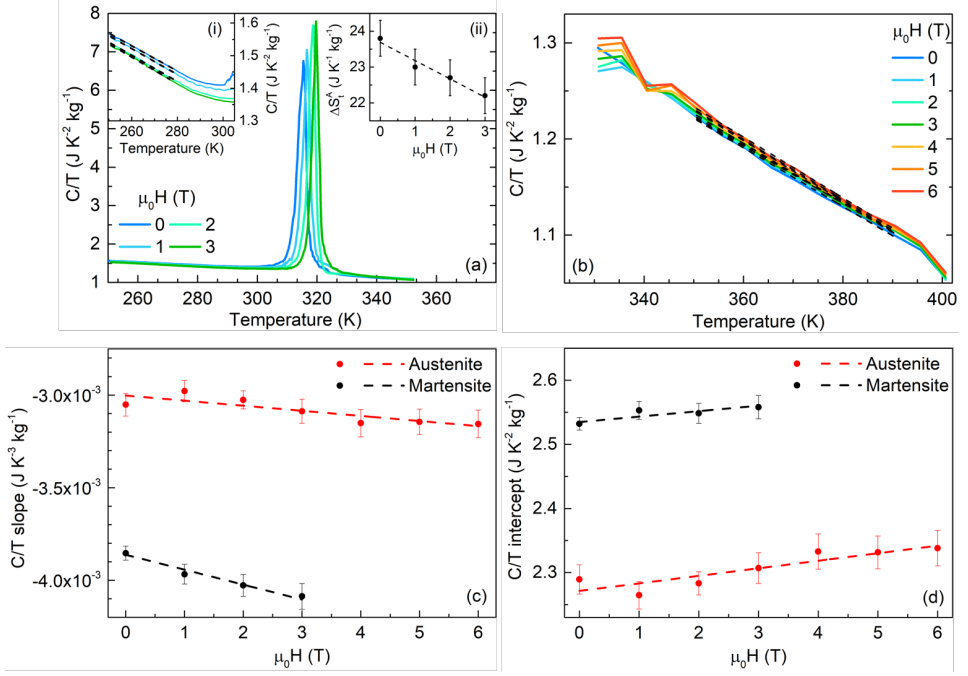 8
7
6
5
4
3
2
1
C/T (J K⁻² kg⁻¹)
260 280 300 320 340 360
Temperature (K)
μ₀H (T)
0 2
1 3
(a)
(i)
1.6
1.5
1.4
1.3
C/T (J K⁻² kg⁻¹)
260 280 300
Temperature (K)
(ii)
24
23
22
ΔSₜᴬ (J K⁻¹ kg⁻¹)
0 1 2 3
μ₀H (T)
(b)
1.3
1.2
1.1
C/T (J K⁻² kg⁻¹)
340 360 380 400
Temperature (K)
μ₀H (T)
0
1
2
3
4
5
6
-3.0x10⁻³
-3.5x10⁻³
-4.0x10⁻³
C/T slope (J K⁻³ kg⁻¹)
Austenite
Martensite
(c)
0 1 2 3 4 5 6
μ₀H (T)
2.6
2.5
2.4
2.3
C/T intercept (J K⁻² kg⁻¹)
Austenite
Martensite
(d)
0 1 2 3 4 5 6
μ₀H (T)